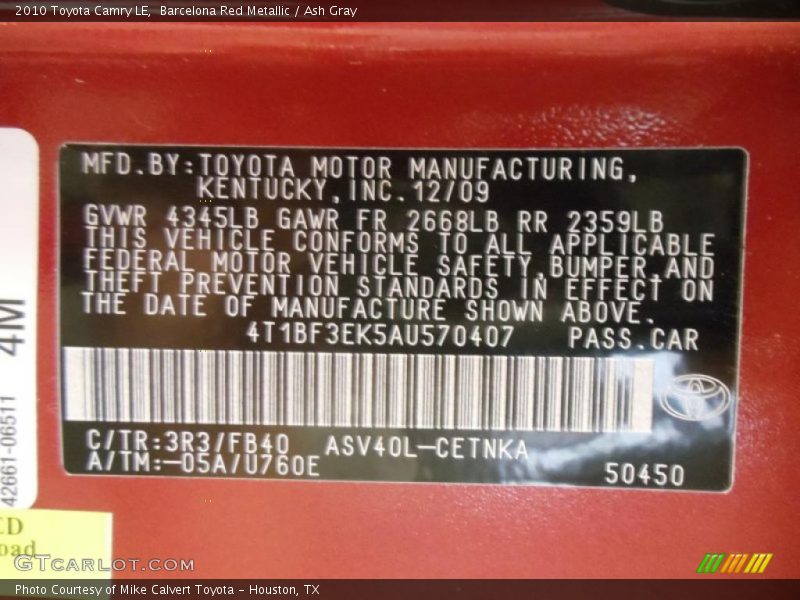 2010 Toyota Camry LE, Barcelona Red Metallic / Ash Gray
MFD.BY:TOYOTA MOTOR MANUFACTURING,
KENTUCKY,INC.12/09
GVWR 4345LB GAWR FR 2668LB RR 2359LB
THIS VEHICLE CONFORMS TO ALL APPLICABLE
FEDERAL MOTOR VEHICLE SAFETY,BUMPER,AND
THEFT PREVENTION STANDARDS IN EFFECT ON
THE DATE OF MANUFACTURE SHOWN ABOVE.
4T1BF3EK5AU570407 PASS.CAR
C/TR:3R3/FB40 ASV40L-CETNKA
A/TM:-05A/U760E
50450
4M
42661-06511
GTCarLot.com
Photo Courtesy of Mike Calvert Toyota - Houston, TX